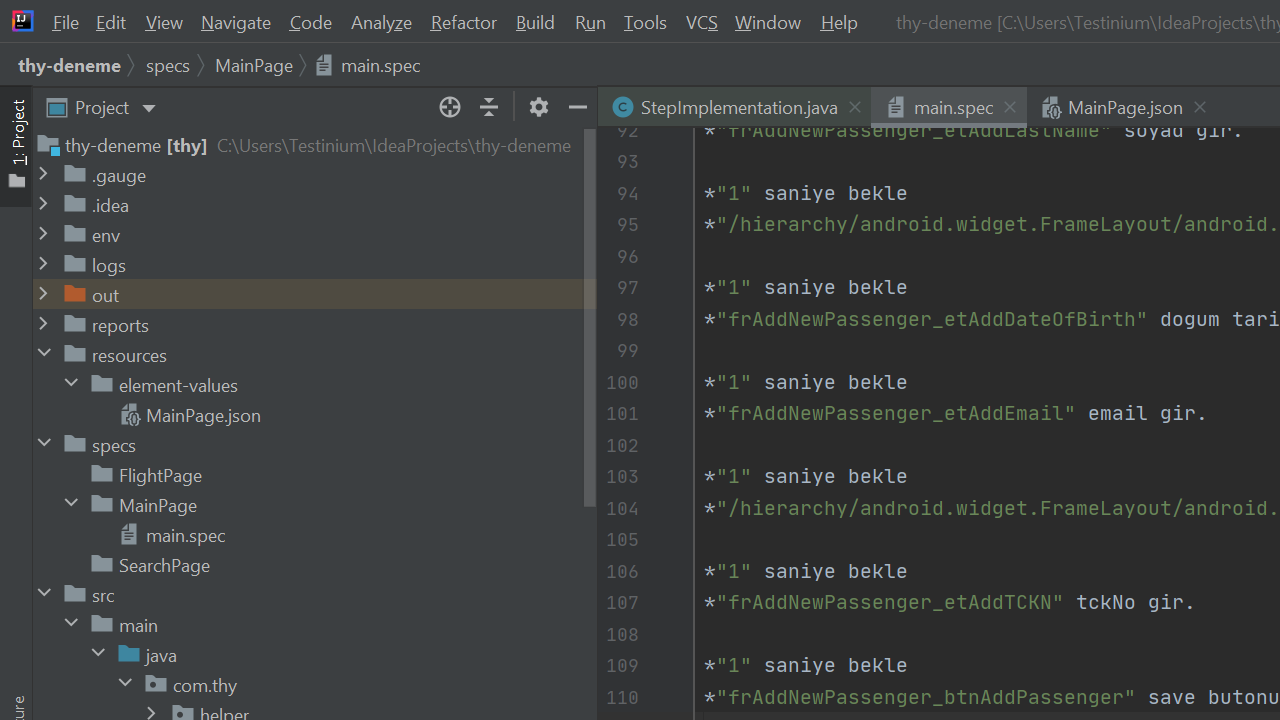 File Edit View Navigate Code Analyze Refactor Build Run Tools VCS Window Help thy-deneme [C:\Users\Testinium\IdeaProjects\thy
thy-deneme specs MainPage main.spec
1: Project
Project
StepImplementation.java main.spec MainPage.json
thy-deneme [thy] C:\Users\Testinium\IdeaProjects\thy-deneme
.gauge
.idea
env
logs
out
reports
resources
element-values
MainPage.json
specs
FlightPage
MainPage
main.spec
SearchPage
src
main
java
com.thy
helper
92 *"frAddNewPassenger_etAddLastName" soyad gir.
93
94 *"1" saniye bekle
95 *"/hierarchy/android.widget.FrameLayout/android.
96
97 *"1" saniye bekle
98 *"frAddNewPassenger_etAddDateOfBirth" dogum tari
99
100 *"1" saniye bekle
101 *"frAddNewPassenger_etAddEmail" email gir.
102
103 *"1" saniye bekle
104 *"/hierarchy/android.widget.FrameLayout/android.
105
106 *"1" saniye bekle
107 *"frAddNewPassenger_etAddTCKN" tckNo gir.
108
109 *"1" saniye bekle
110 *"frAddNewPassenger_btnAddPassenger" save butonu